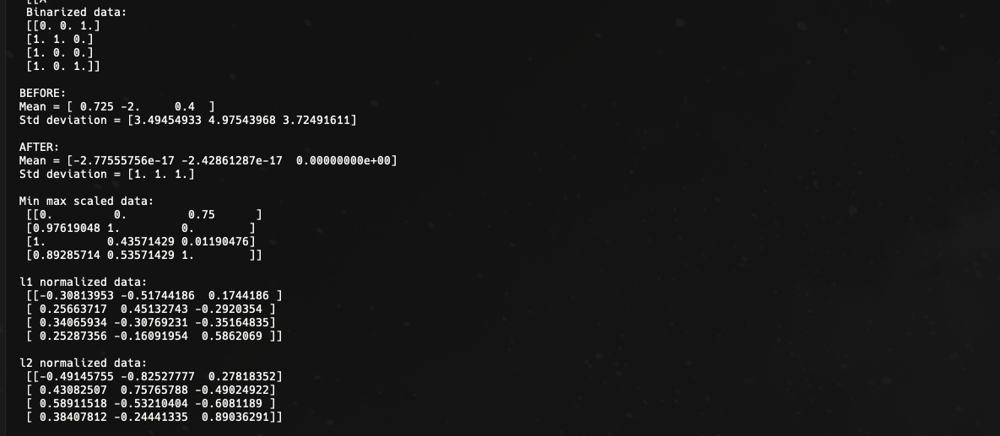 Binarized data:
[[0. 0. 1.]
[1. 1. 0.]
[1. 0. 0.]
[1. 0. 1.]]
BEFORE:
Mean = [ 0.725 -2.     0.4  ]
Std deviation = [3.49454933 4.97543968 3.72491611]
AFTER:
Mean = [-2.77555756e-17 -2.42861287e-17  0.00000000e+00]
Std deviation = [1. 1. 1.]
Min max scaled data:
[[0.         0.         0.75      ]
[0.97619048 1.         0.        ]
[1.         0.43571429 0.01190476]
[0.89285714 0.53571429 1.        ]]
l1 normalized data:
[[-0.30813953 -0.51744186  0.1744186 ]
[ 0.25663717  0.45132743 -0.2920354 ]
[ 0.34065934 -0.30769231 -0.35164835]
[ 0.25287356 -0.16091954  0.5862069 ]]
l2 normalized data:
[[-0.49145755 -0.82527777  0.27818352]
[ 0.43082507  0.75765788 -0.49024922]
[ 0.58911518 -0.53210404 -0.6081189 ]
[ 0.38407812 -0.24441335  0.89036291]]